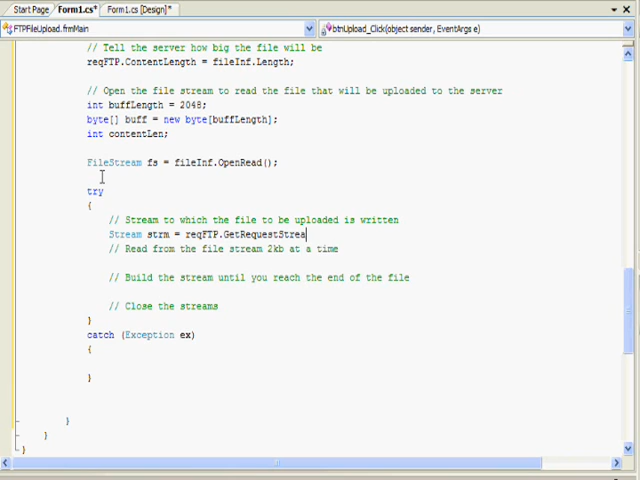 Start Page Form1.cs* Form1.cs [Design]*
FTPFileUpload.frmMain btnUpload_Click(object sender, EventArgs e)
// Tell the server how big the file will be
reqFTP.ContentLength = fileInf.Length;
// Open the file stream to read the file that will be uploaded to the server
int buffLength = 2048;
byte[] buff = new byte[buffLength];
int contentLen;
FileStream fs = fileInf.OpenRead();
try
{
// Stream to which the file to be uploaded is written
Stream strm = reqFTP.GetRequestStrea
// Read from the file stream 2kb at a time
// Build the stream until you reach the end of the file
// Close the streams
}
catch (Exception ex)
{
}
}
}
}